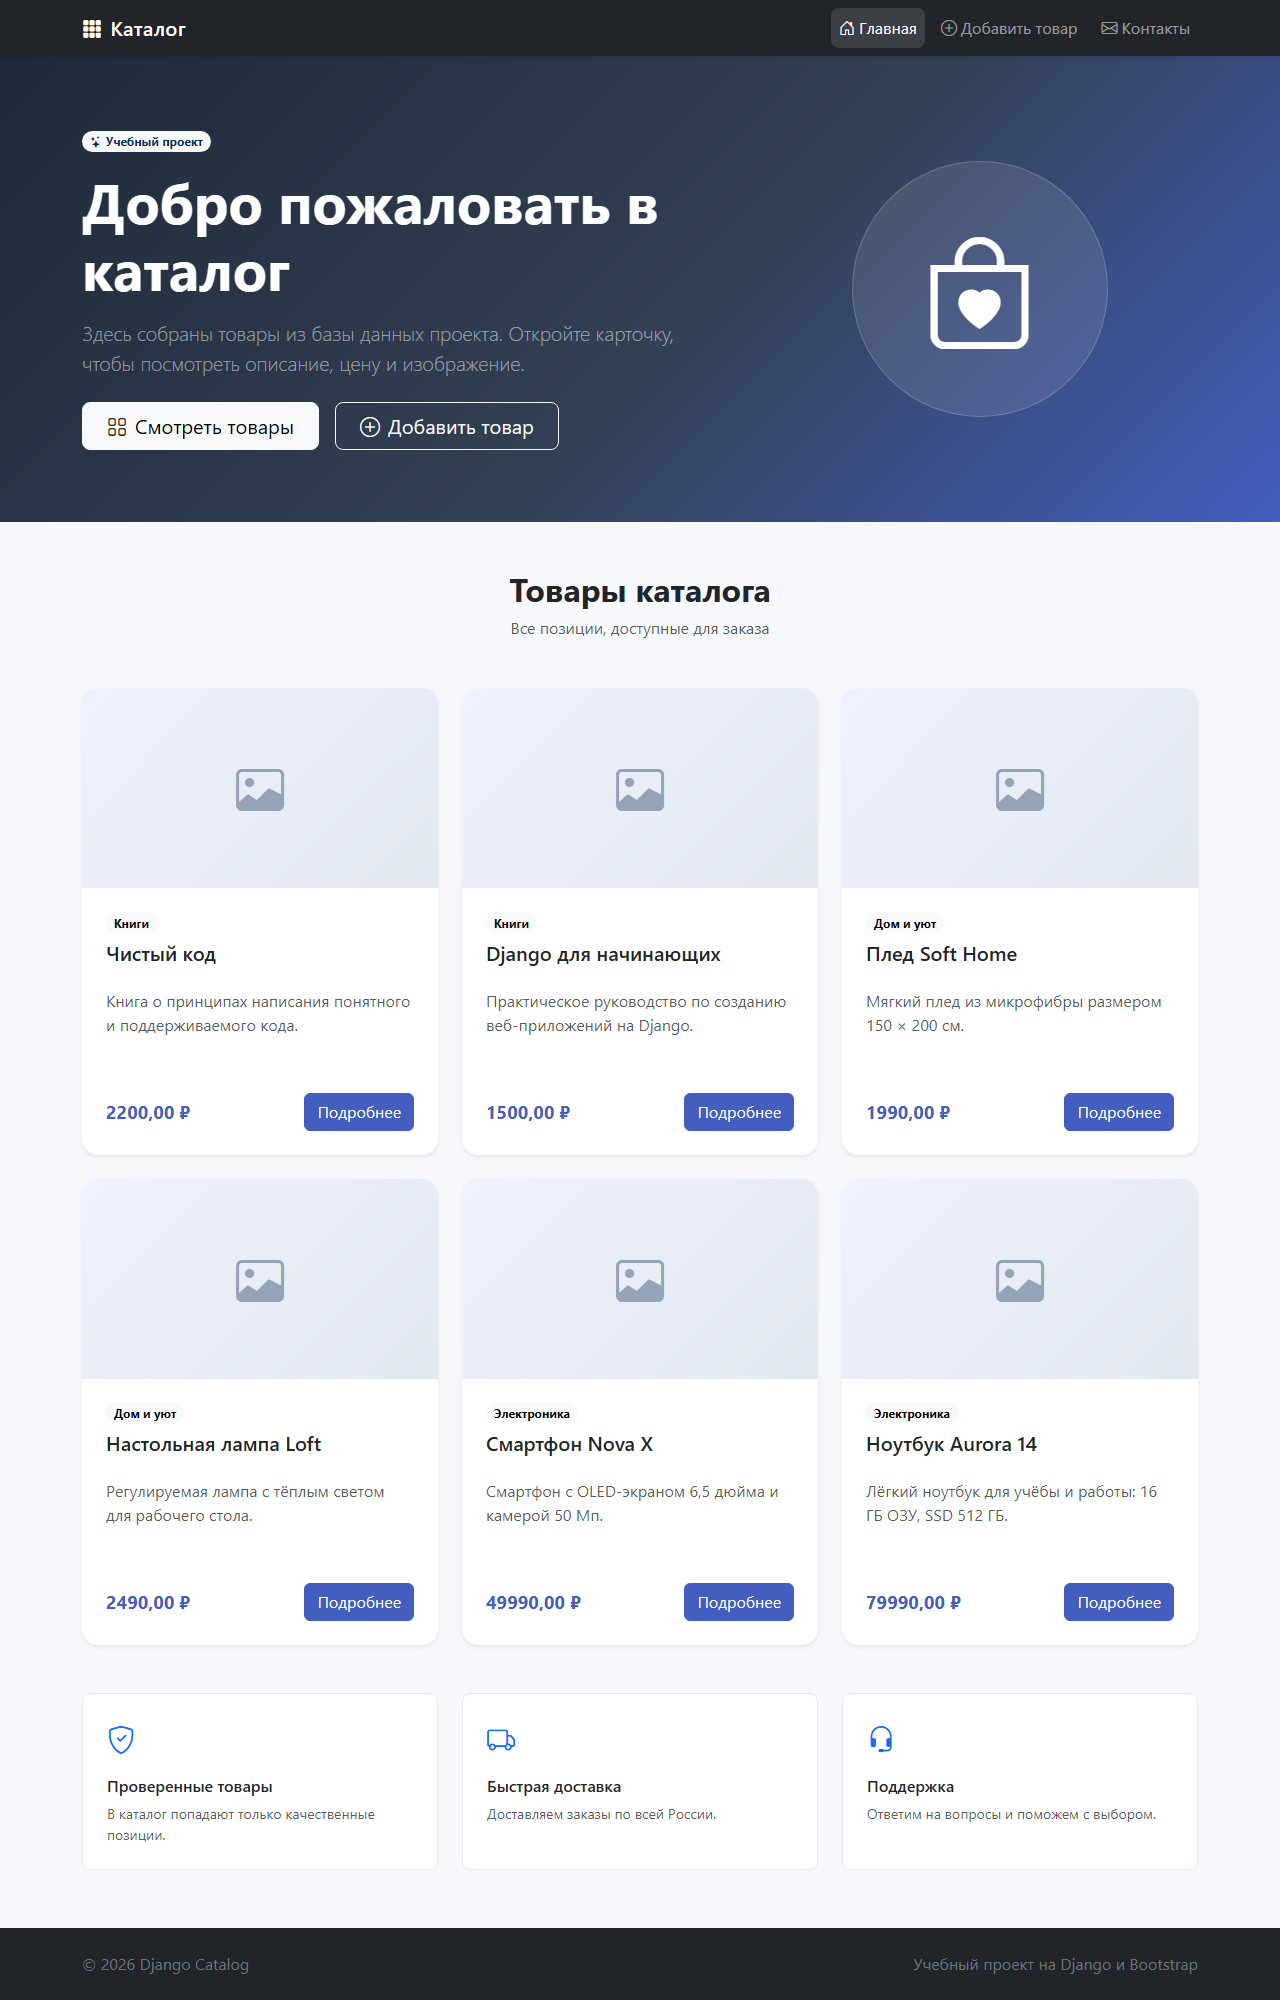 Каталог
Главная
Добавить товар
Контакты
Учебный проект
Добро пожаловать в
каталог
Здесь собраны товары из базы данных проекта. Откройте карточку,
чтобы посмотреть описание, цену и изображение.
Смотреть товары
Добавить товар
Товары каталога
Все позиции, доступные для заказа
Книги
Чистый код
Книга о принципах написания понятного
и поддерживаемого кода.
2200,00 ₽
Подробнее
Книги
Django для начинающих
Практическое руководство по созданию
веб-приложений на Django.
1500,00 ₽
Подробнее
Дом и уют
Плед Soft Home
Мягкий плед из микрофибры размером
150 × 200 см.
1990,00 ₽
Подробнее
Дом и уют
Настольная лампа Loft
Регулируемая лампа с тёплым светом
для рабочего стола.
2490,00 ₽
Подробнее
Электроника
Смартфон Nova X
Смартфон с OLED-экраном 6,5 дюйма и
камерой 50 Мп.
49990,00 ₽
Подробнее
Электроника
Ноутбук Aurora 14
Лёгкий ноутбук для учёбы и работы: 16
ГБ ОЗУ, SSD 512 ГБ.
79990,00 ₽
Подробнее
Проверенные товары
В каталог попадают только качественные
позиции.
Быстрая доставка
Доставляем заказы по всей России.
Поддержка
Ответим на вопросы и поможем с выбором.
© 2026 Django Catalog
Учебный проект на Django и Bootstrap